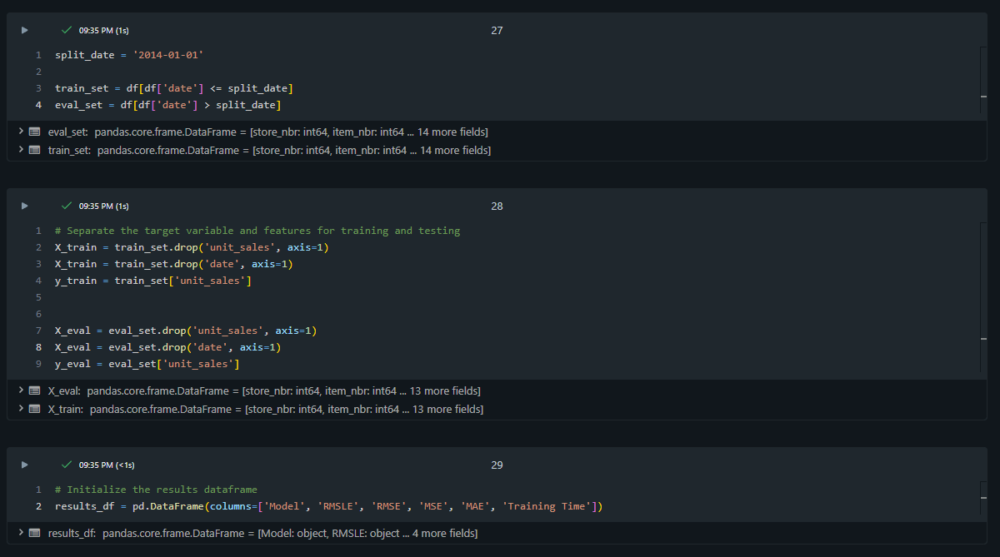 09:35 PM (1s)
27
1 split_date = '2014-01-01'
2
3 train_set = df[df['date'] <= split_date]
4 eval_set = df[df['date'] > split_date]
eval_set: pandas.core.frame.DataFrame = [store_nbr: int64, item_nbr: int64 ... 14 more fields]
train_set: pandas.core.frame.DataFrame = [store_nbr: int64, item_nbr: int64 ... 14 more fields]
09:35 PM (1s)
28
1 # Separate the target variable and features for training and testing
2 X_train = train_set.drop('unit_sales', axis=1)
3 X_train = train_set.drop('date', axis=1)
4 y_train = train_set['unit_sales']
5
6
7 X_eval = eval_set.drop('unit_sales', axis=1)
8 X_eval = eval_set.drop('date', axis=1)
9 y_eval = eval_set['unit_sales']
X_eval: pandas.core.frame.DataFrame = [store_nbr: int64, item_nbr: int64 ... 13 more fields]
X_train: pandas.core.frame.DataFrame = [store_nbr: int64, item_nbr: int64 ... 13 more fields]
09:35 PM (<1s)
29
1 # Initialize the results dataframe
2 results_df = pd.DataFrame(columns=['Model', 'RMSLE', 'RMSE', 'MSE', 'MAE', 'Training Time'])
results_df: pandas.core.frame.DataFrame = [Model: object, RMSLE: object ... 4 more fields]